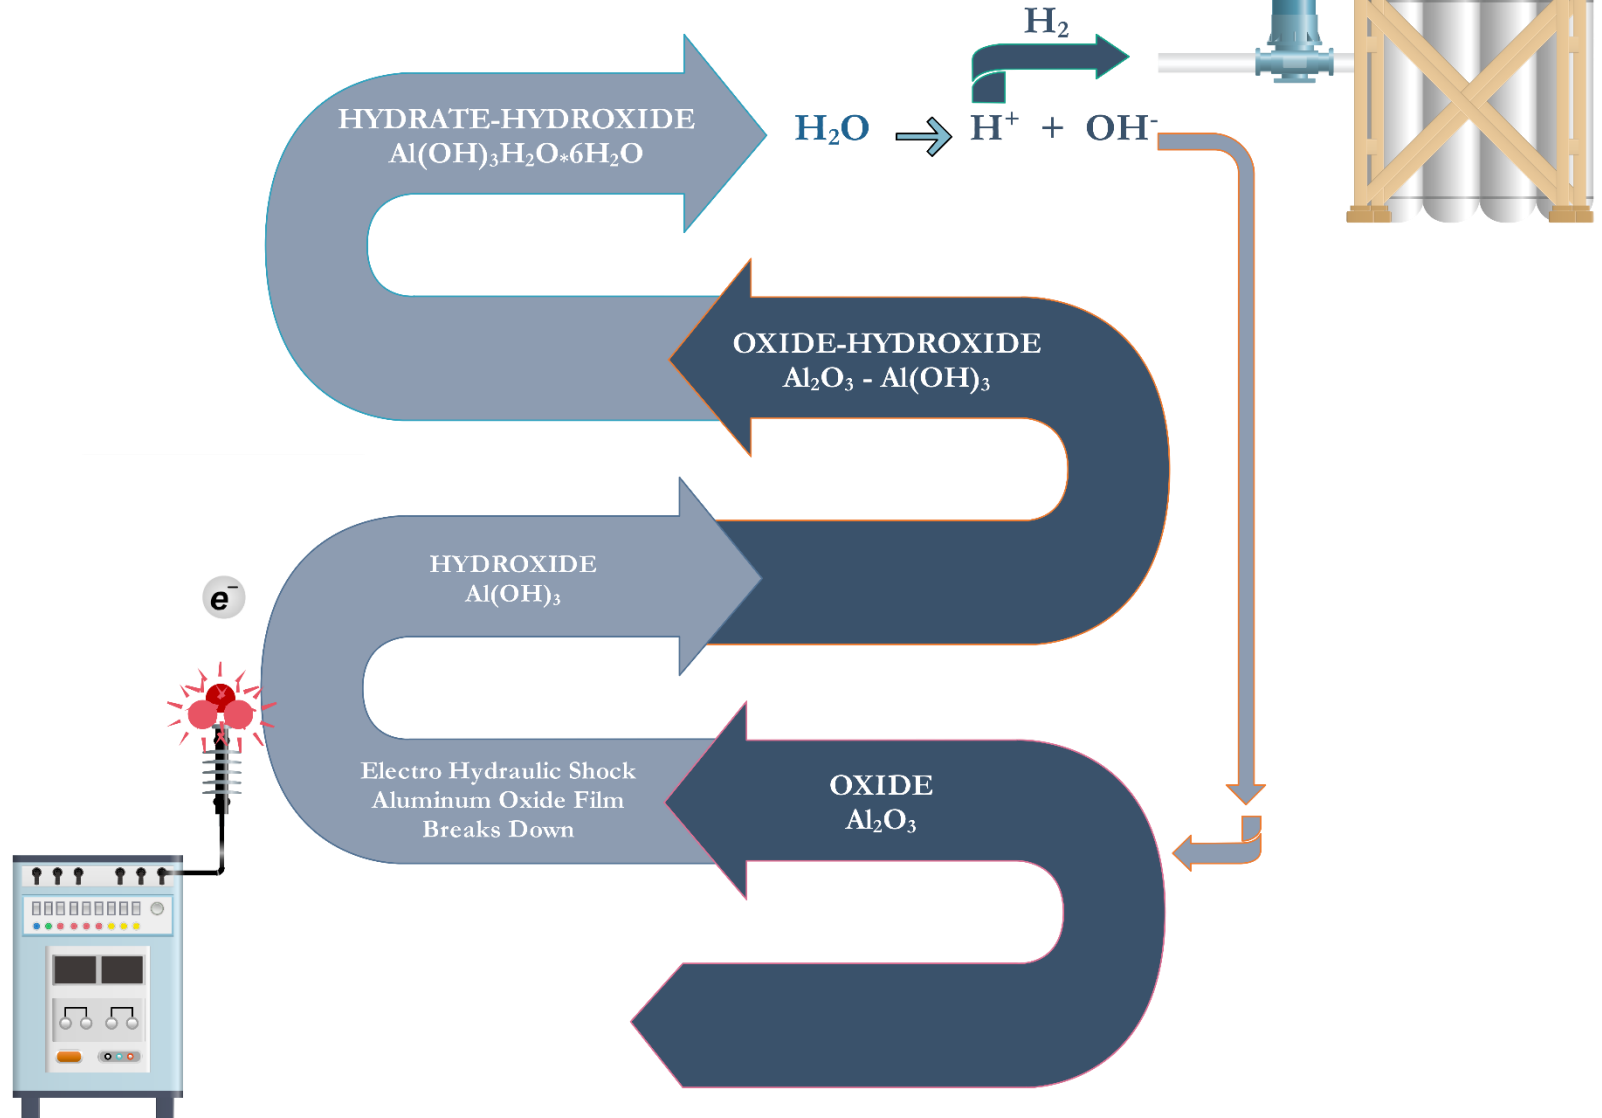 H₂
HYDRATE-HYDROXIDE
Al(OH)₃H₂O*6H₂O
H₂O → H⁺ + OH⁻
OXIDE-HYDROXIDE
Al₂O₃ - Al(OH)₃
HYDROXIDE
Al(OH)₃
e⁻
Electro Hydraulic Shock
Aluminum Oxide Film
Breaks Down
OXIDE
Al₂O₃